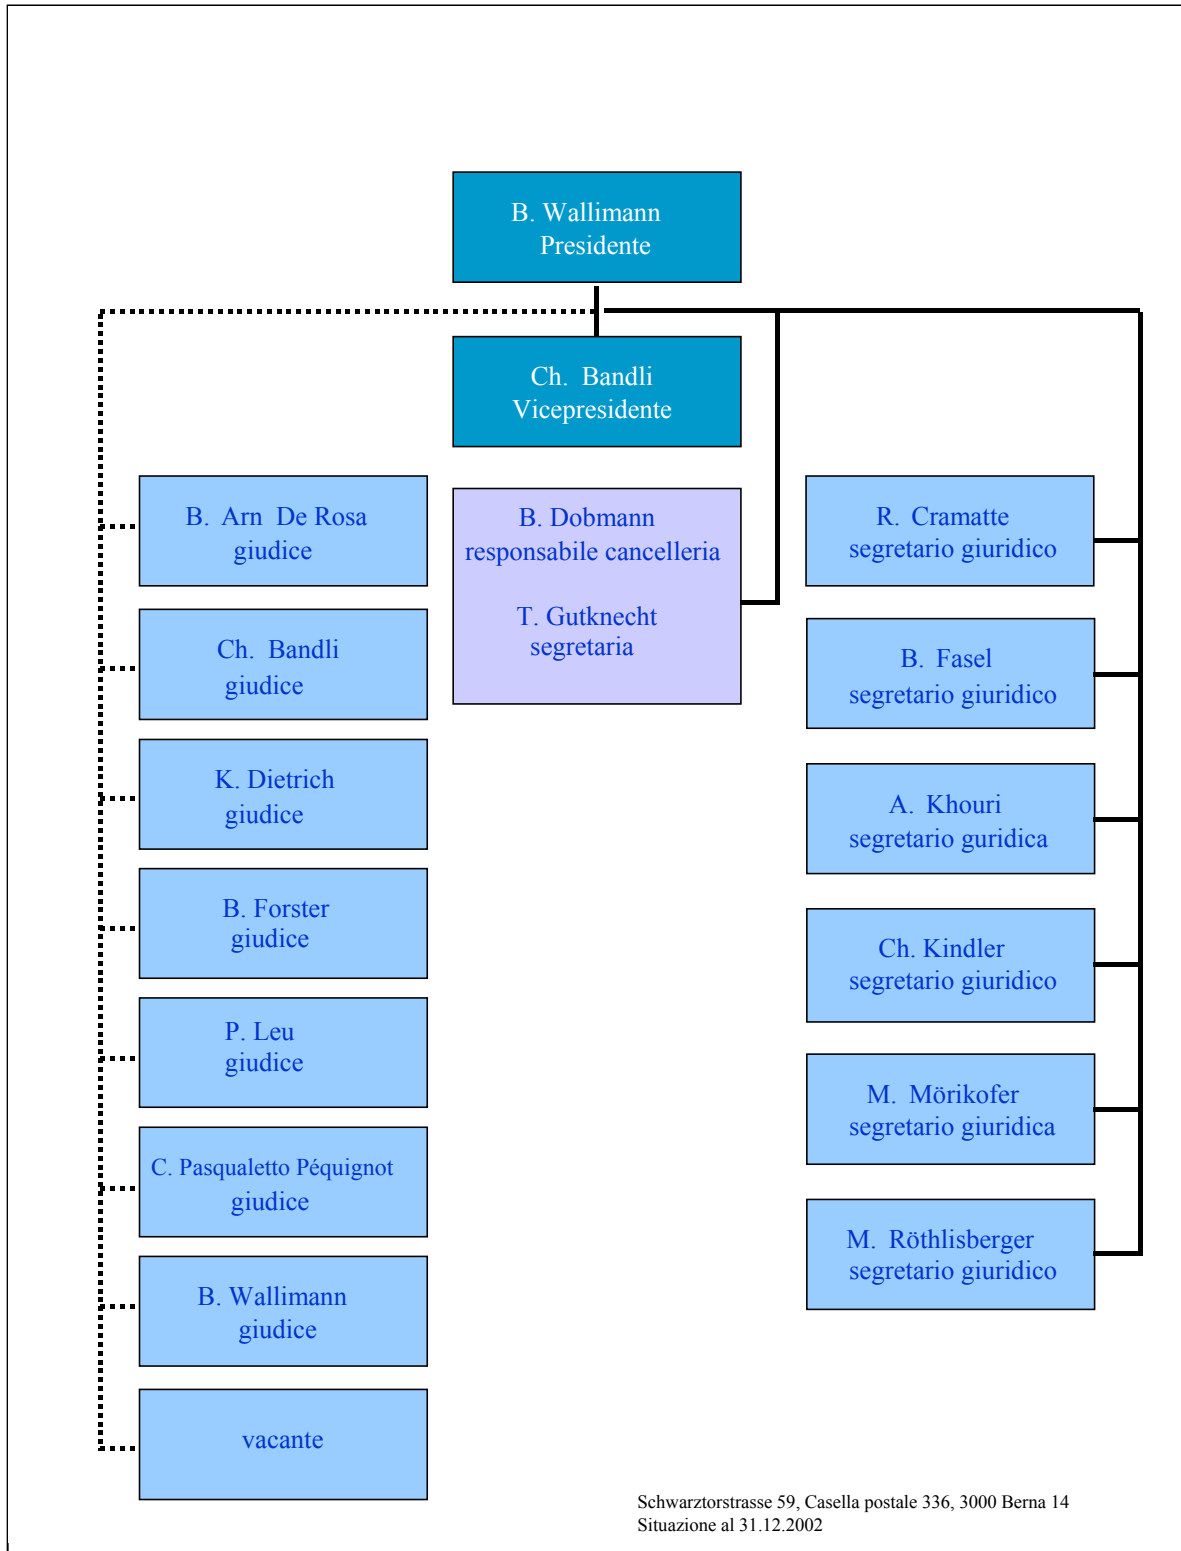 B. Wallimann
Presidente
Ch. Bandli
Vicepresidente
B. Arn De Rosa
giudice
Ch. Bandli
giudice
K. Dietrich
giudice
B. Forster
giudice
P. Leu
giudice
C. Pasqualetto Péquignot
giudice
B. Wallimann
giudice
vacante
B. Dobmann
responsabile cancelleria
T. Gutknecht
segretaria
R. Cramatte
segretario giuridico
B. Fasel
segretario giuridico
A. Khouri
segretario guridica
Ch. Kindler
segretario giuridico
M. Mörikofer
segretario giuridica
M. Röthlisberger
segretario giuridico
Schwarztorstrasse 59, Casella postale 336, 3000 Berna 14
Situazione al 31.12.2002